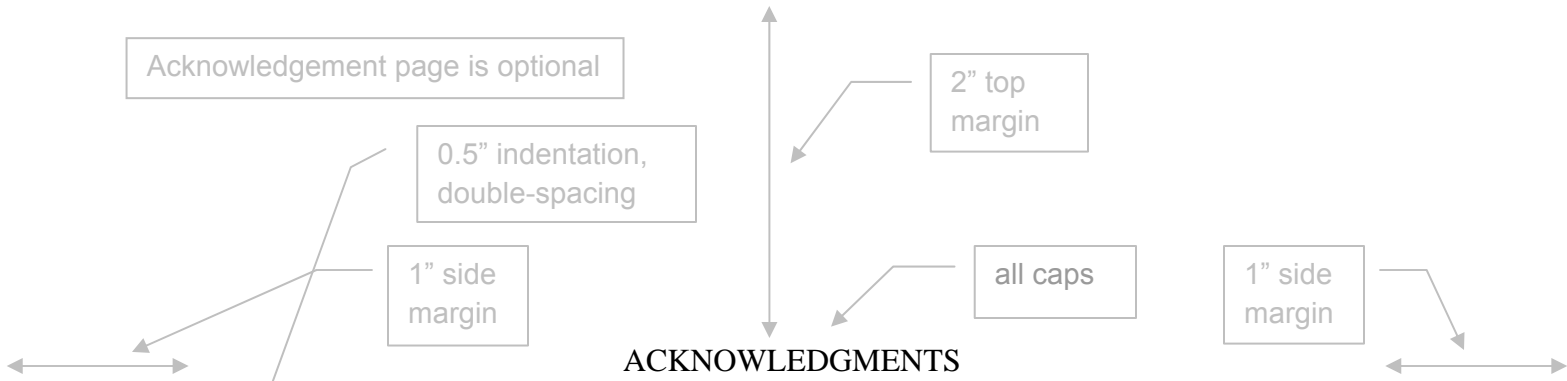 Acknowledgement page is optional
2” top
margin
0.5” indentation,
double-spacing
1” side
margin
all caps
1” side
margin
ACKNOWLEDGMENTS